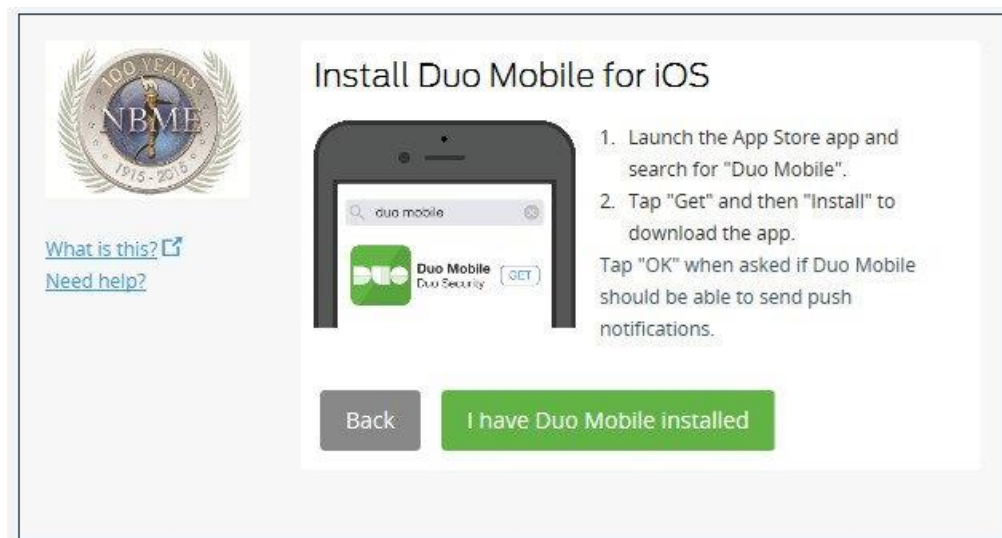 100 YEARS
NBME
1915 - 2015
What is this?
Need help?
Install Duo Mobile for iOS
duo mobile
DUO
Duo Mobile
Duo Security
GET
1. Launch the App Store app and
search for "Duo Mobile".
2. Tap "Get" and then "Install" to
download the app.
Tap "OK" when asked if Duo Mobile
should be able to send push
notifications.
Back
I have Duo Mobile installed